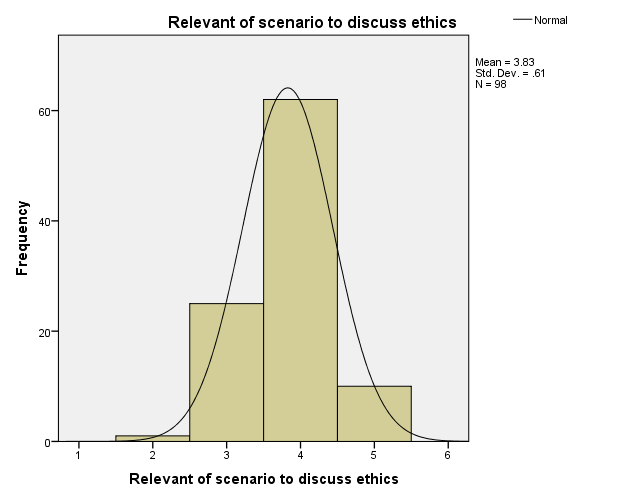 Relevant of scenario to discuss ethics
Normal
Mean = 3.83
Std. Dev. = .61
N = 98
60
40
20
0
Frequency
1 2 3 4 5 6
Relevant of scenario to discuss ethics